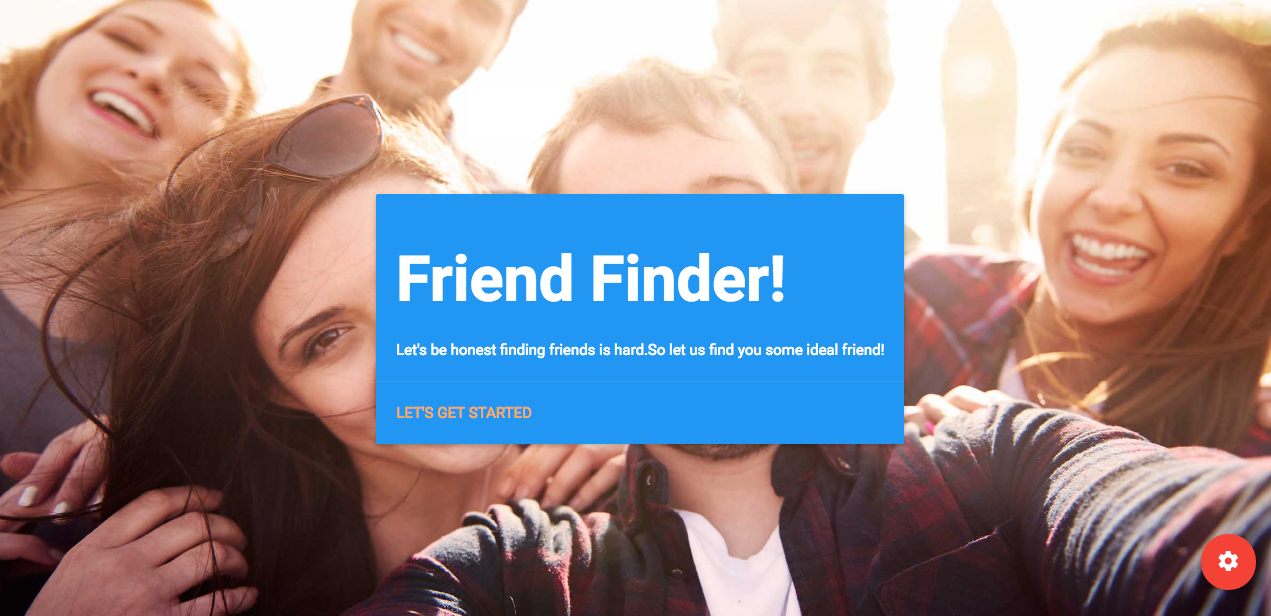 Friend Finder!
Let's be honest finding friends is hard.So let us find you some ideal friend!
LET'S GET STARTED